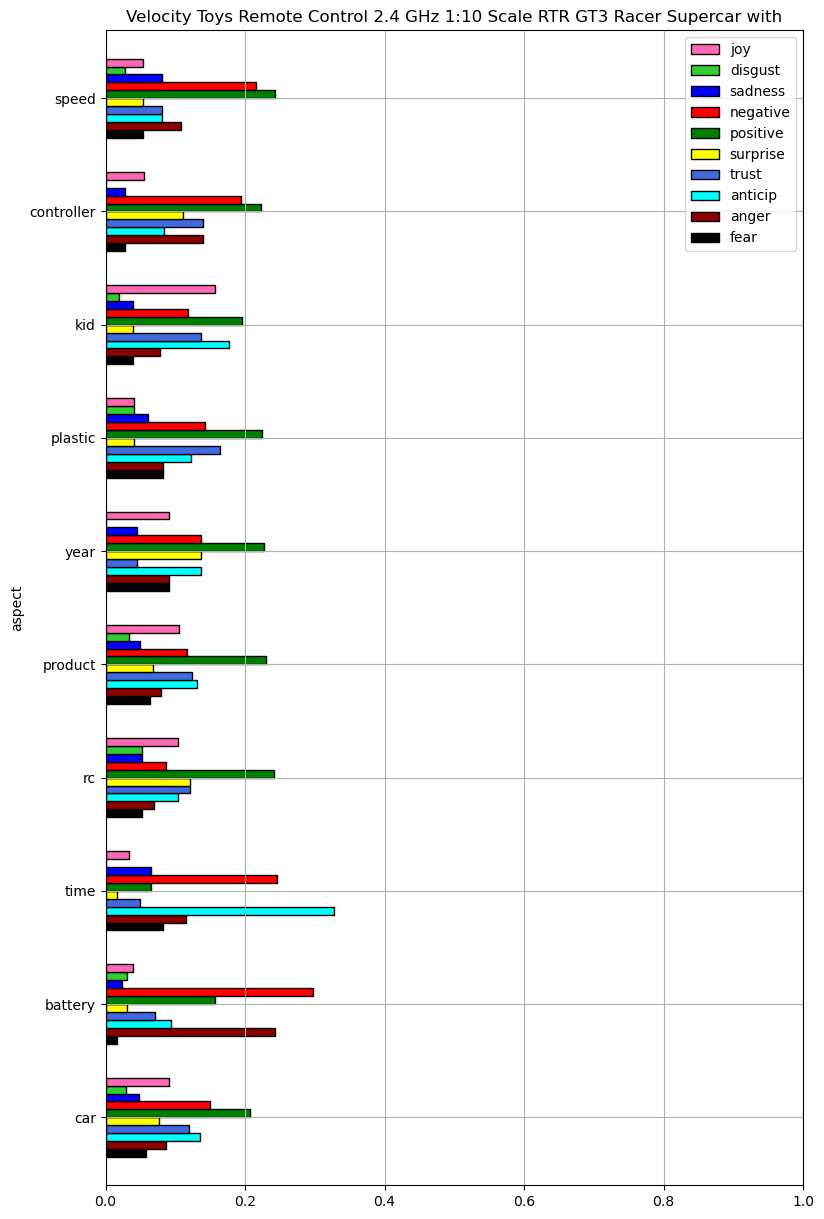 Velocity Toys Remote Control 2.4 GHz 1:10 Scale RTR GT3 Racer Supercar with
joy
disgust
sadness
negative
positive
surprise
trust
anticip
anger
fear
speed
controller
kid
plastic
year
product
rc
time
battery
car
aspect
0.0 0.2 0.4 0.6 0.8 1.0